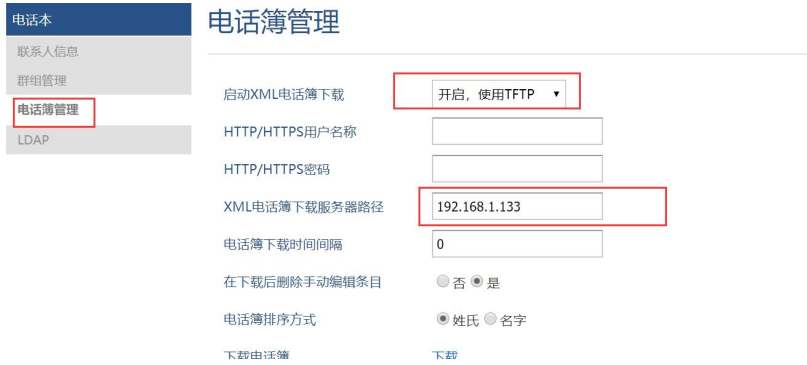 电话本
联系人信息
群组管理
电话簿管理
LDAP
电话簿管理
启动XML电话簿下载 开启，使用TFTP
HTTP/HTTPS用户名称
HTTP/HTTPS密码
XML电话簿下载服务器路径 192.168.1.133
电话簿下载时间间隔 0
在下载后删除手动编辑条目 否 是
电话簿排序方式 姓氏 名字
下载电话簿 下载